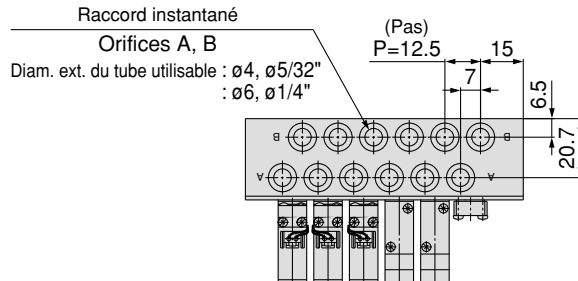 Raccord instantané
Orifices A, B
Diam. ext. du tube utilisable : ø4, ø5/32"
: ø6, ø1/4"
(Pas)
P=12.5
15
7
6.5
20.7
B
B
A
A